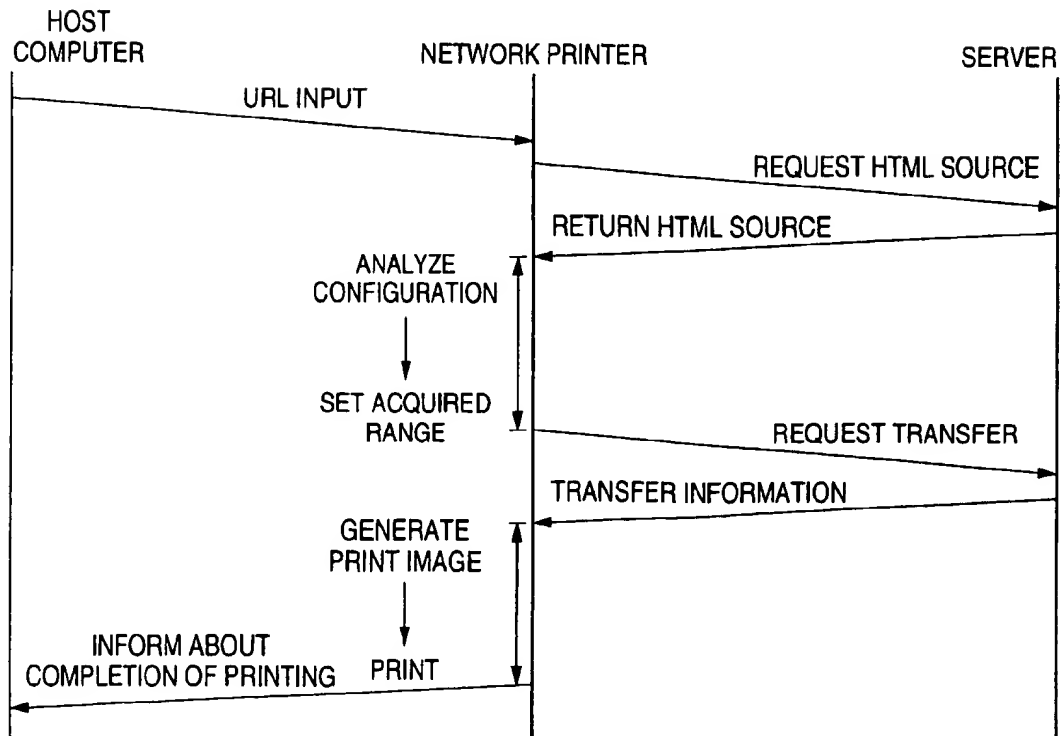 HOST
COMPUTER
NETWORK PRINTER
SERVER
URL INPUT
REQUEST HTML SOURCE
RETURN HTML SOURCE
ANALYZE
CONFIGURATION
SET ACQUIRED
RANGE
REQUEST TRANSFER
TRANSFER INFORMATION
GENERATE
PRINT IMAGE
INFORM ABOUT
COMPLETION OF PRINTING
PRINT